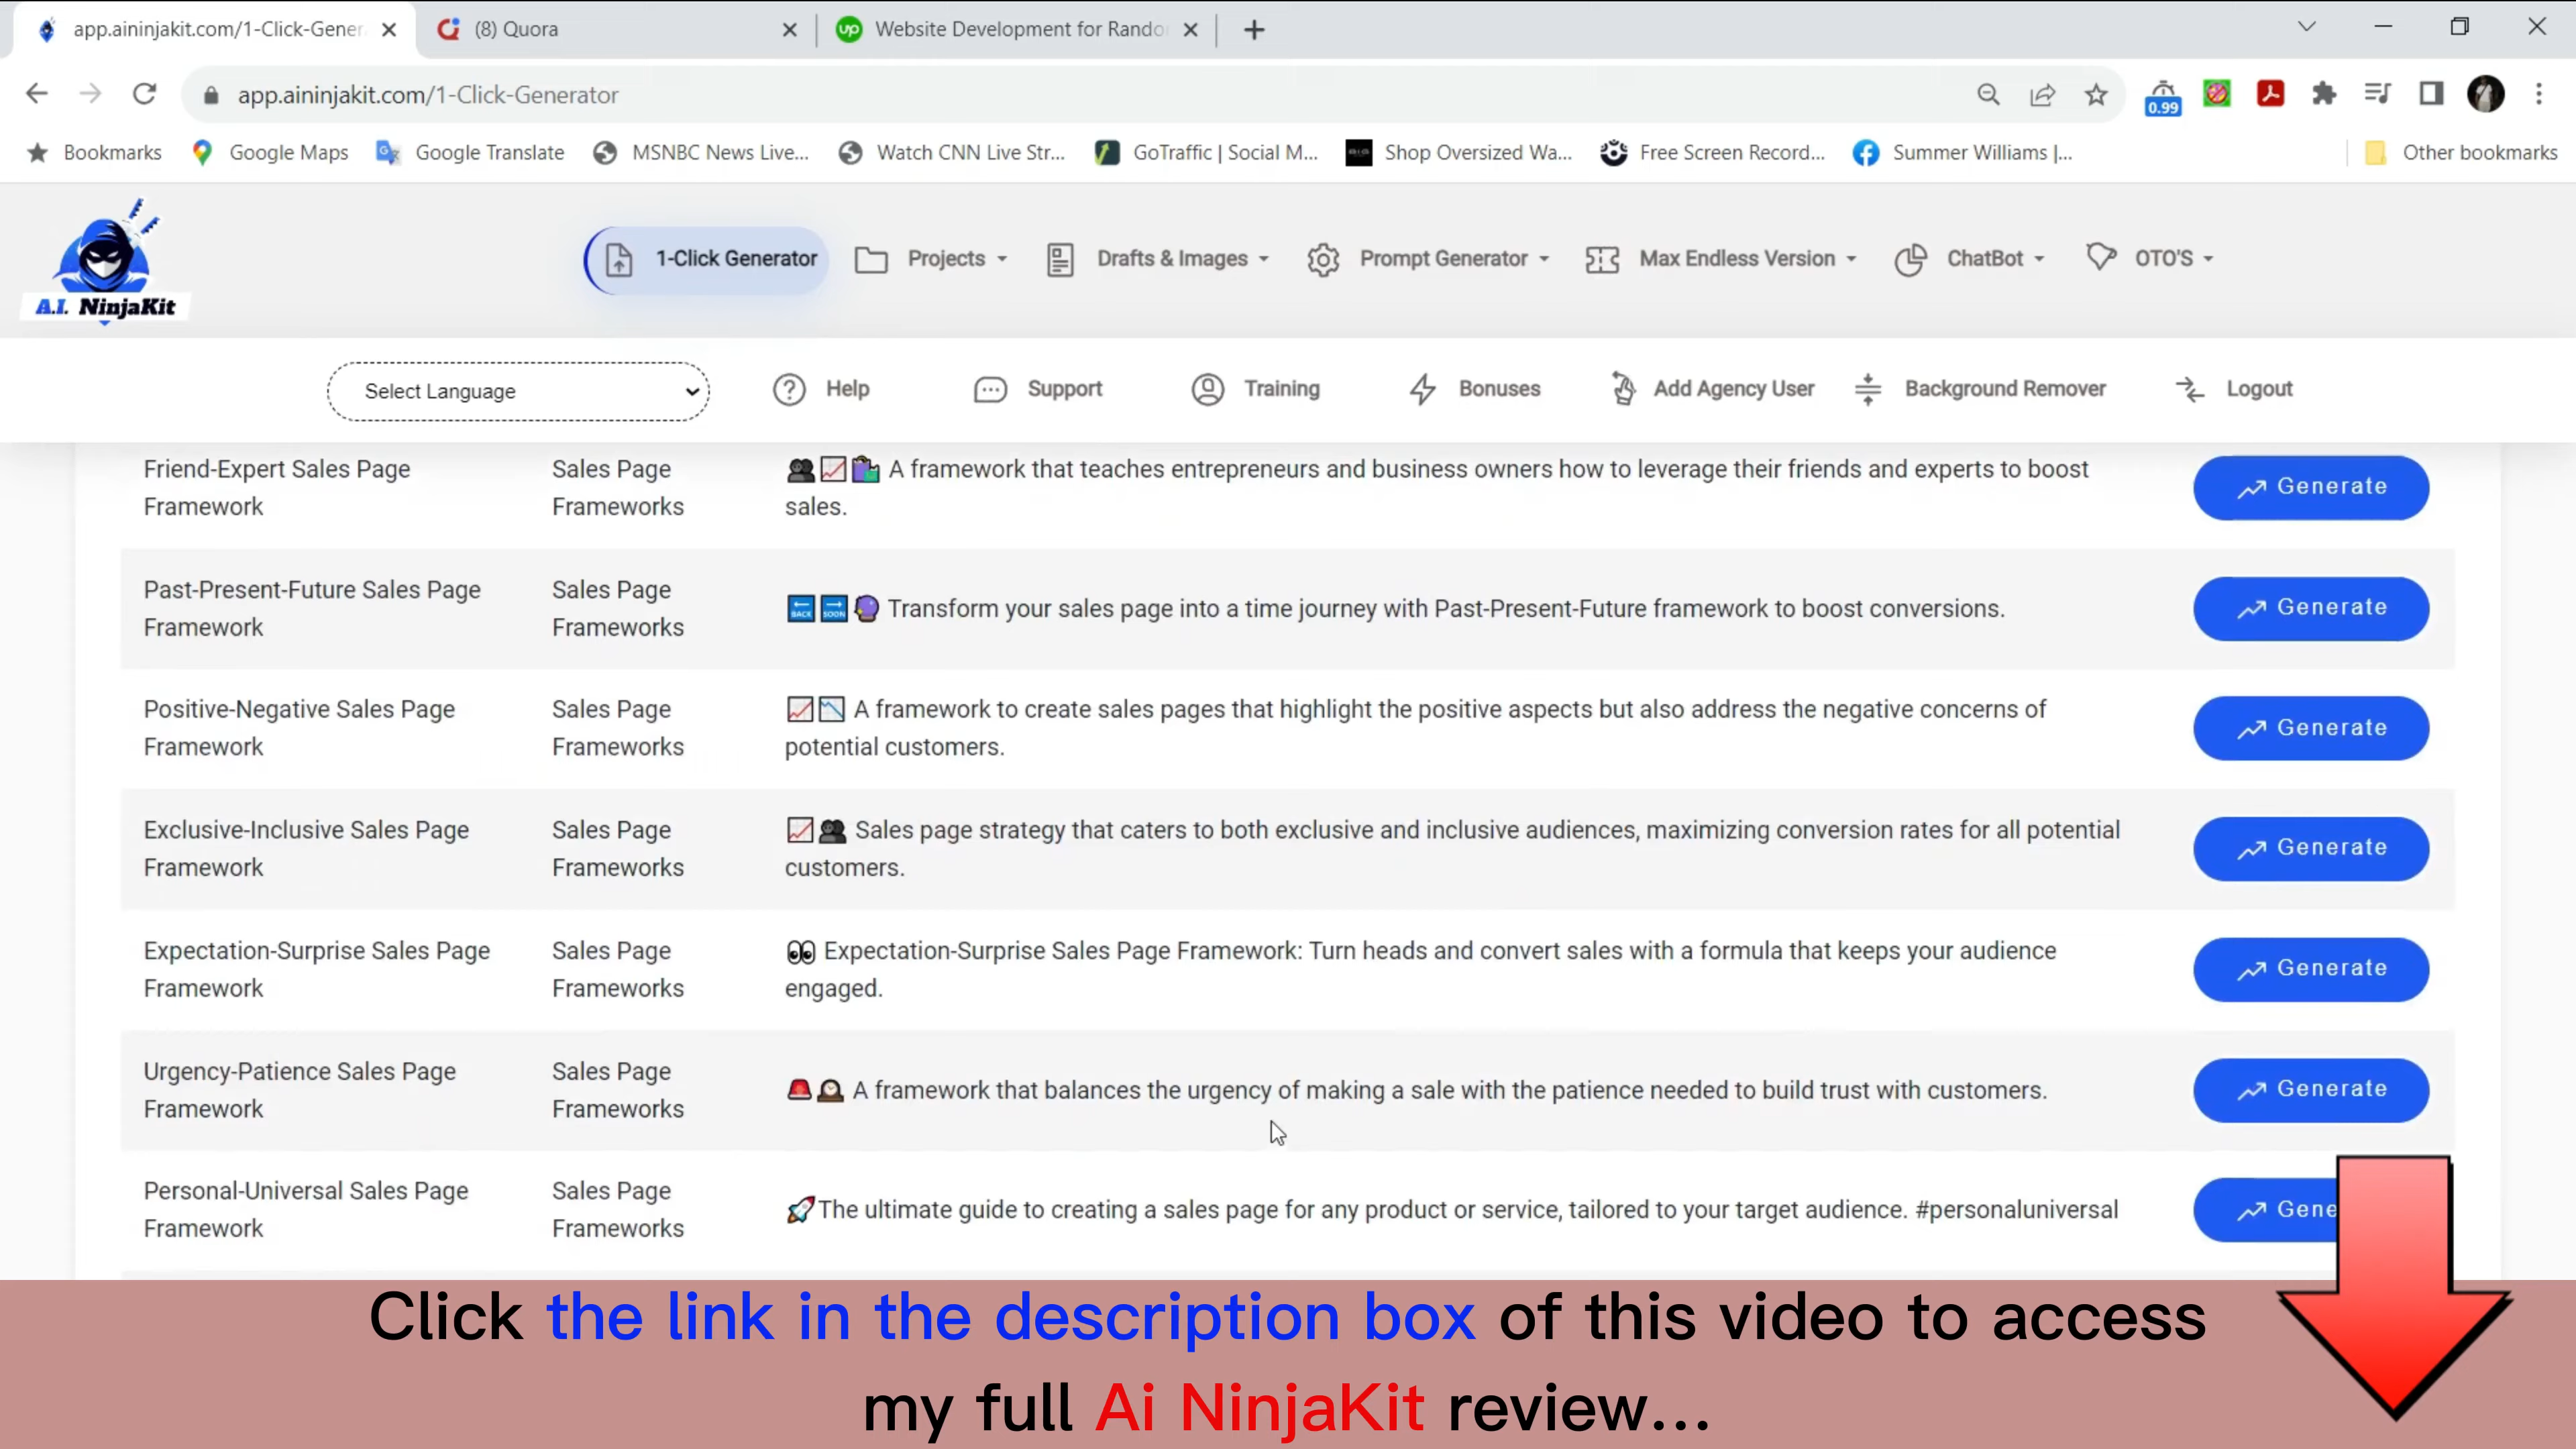 app.aininjakit.com/1-Click-Gener
(8) Quora
Website Development for Rando
app.aininjakit.com/1-Click-Generator
0.99
Bookmarks
Google Maps
Google Translate
MSNBC News Live...
Watch CNN Live Str...
GoTraffic | Social M...
Shop Oversized Wa...
Free Screen Record...
Summer Williams |...
Other bookmarks
A.I. NinjaKit
1-Click Generator
Projects
Drafts & Images
Prompt Generator
Max Endless Version
ChatBot
OTO'S
Select Language
Help
Support
Training
Bonuses
Add Agency User
Background Remover
Logout
Friend-Expert Sales Page
Framework
Sales Page
Frameworks
👥📈🛍️ A framework that teaches entrepreneurs and business owners how to leverage their friends and experts to boost
sales.
Generate
Past-Present-Future Sales Page
Framework
Sales Page
Frameworks
🔙🔜🔮 Transform your sales page into a time journey with Past-Present-Future framework to boost conversions.
Generate
Positive-Negative Sales Page
Framework
Sales Page
Frameworks
📈📉 A framework to create sales pages that highlight the positive aspects but also address the negative concerns of
potential customers.
Generate
Exclusive-Inclusive Sales Page
Framework
Sales Page
Frameworks
📈👥 Sales page strategy that caters to both exclusive and inclusive audiences, maximizing conversion rates for all potential
customers.
Generate
Expectation-Surprise Sales Page
Framework
Sales Page
Frameworks
👀 Expectation-Surprise Sales Page Framework: Turn heads and convert sales with a formula that keeps your audience
engaged.
Generate
Urgency-Patience Sales Page
Framework
Sales Page
Frameworks
🚨🕰️ A framework that balances the urgency of making a sale with the patience needed to build trust with customers.
Generate
Personal-Universal Sales Page
Framework
Sales Page
Frameworks
🚀The ultimate guide to creating a sales page for any product or service, tailored to your target audience. #personaluniversal
Gene
Click the link in the description box of this video to access
my full Ai NinjaKit review...